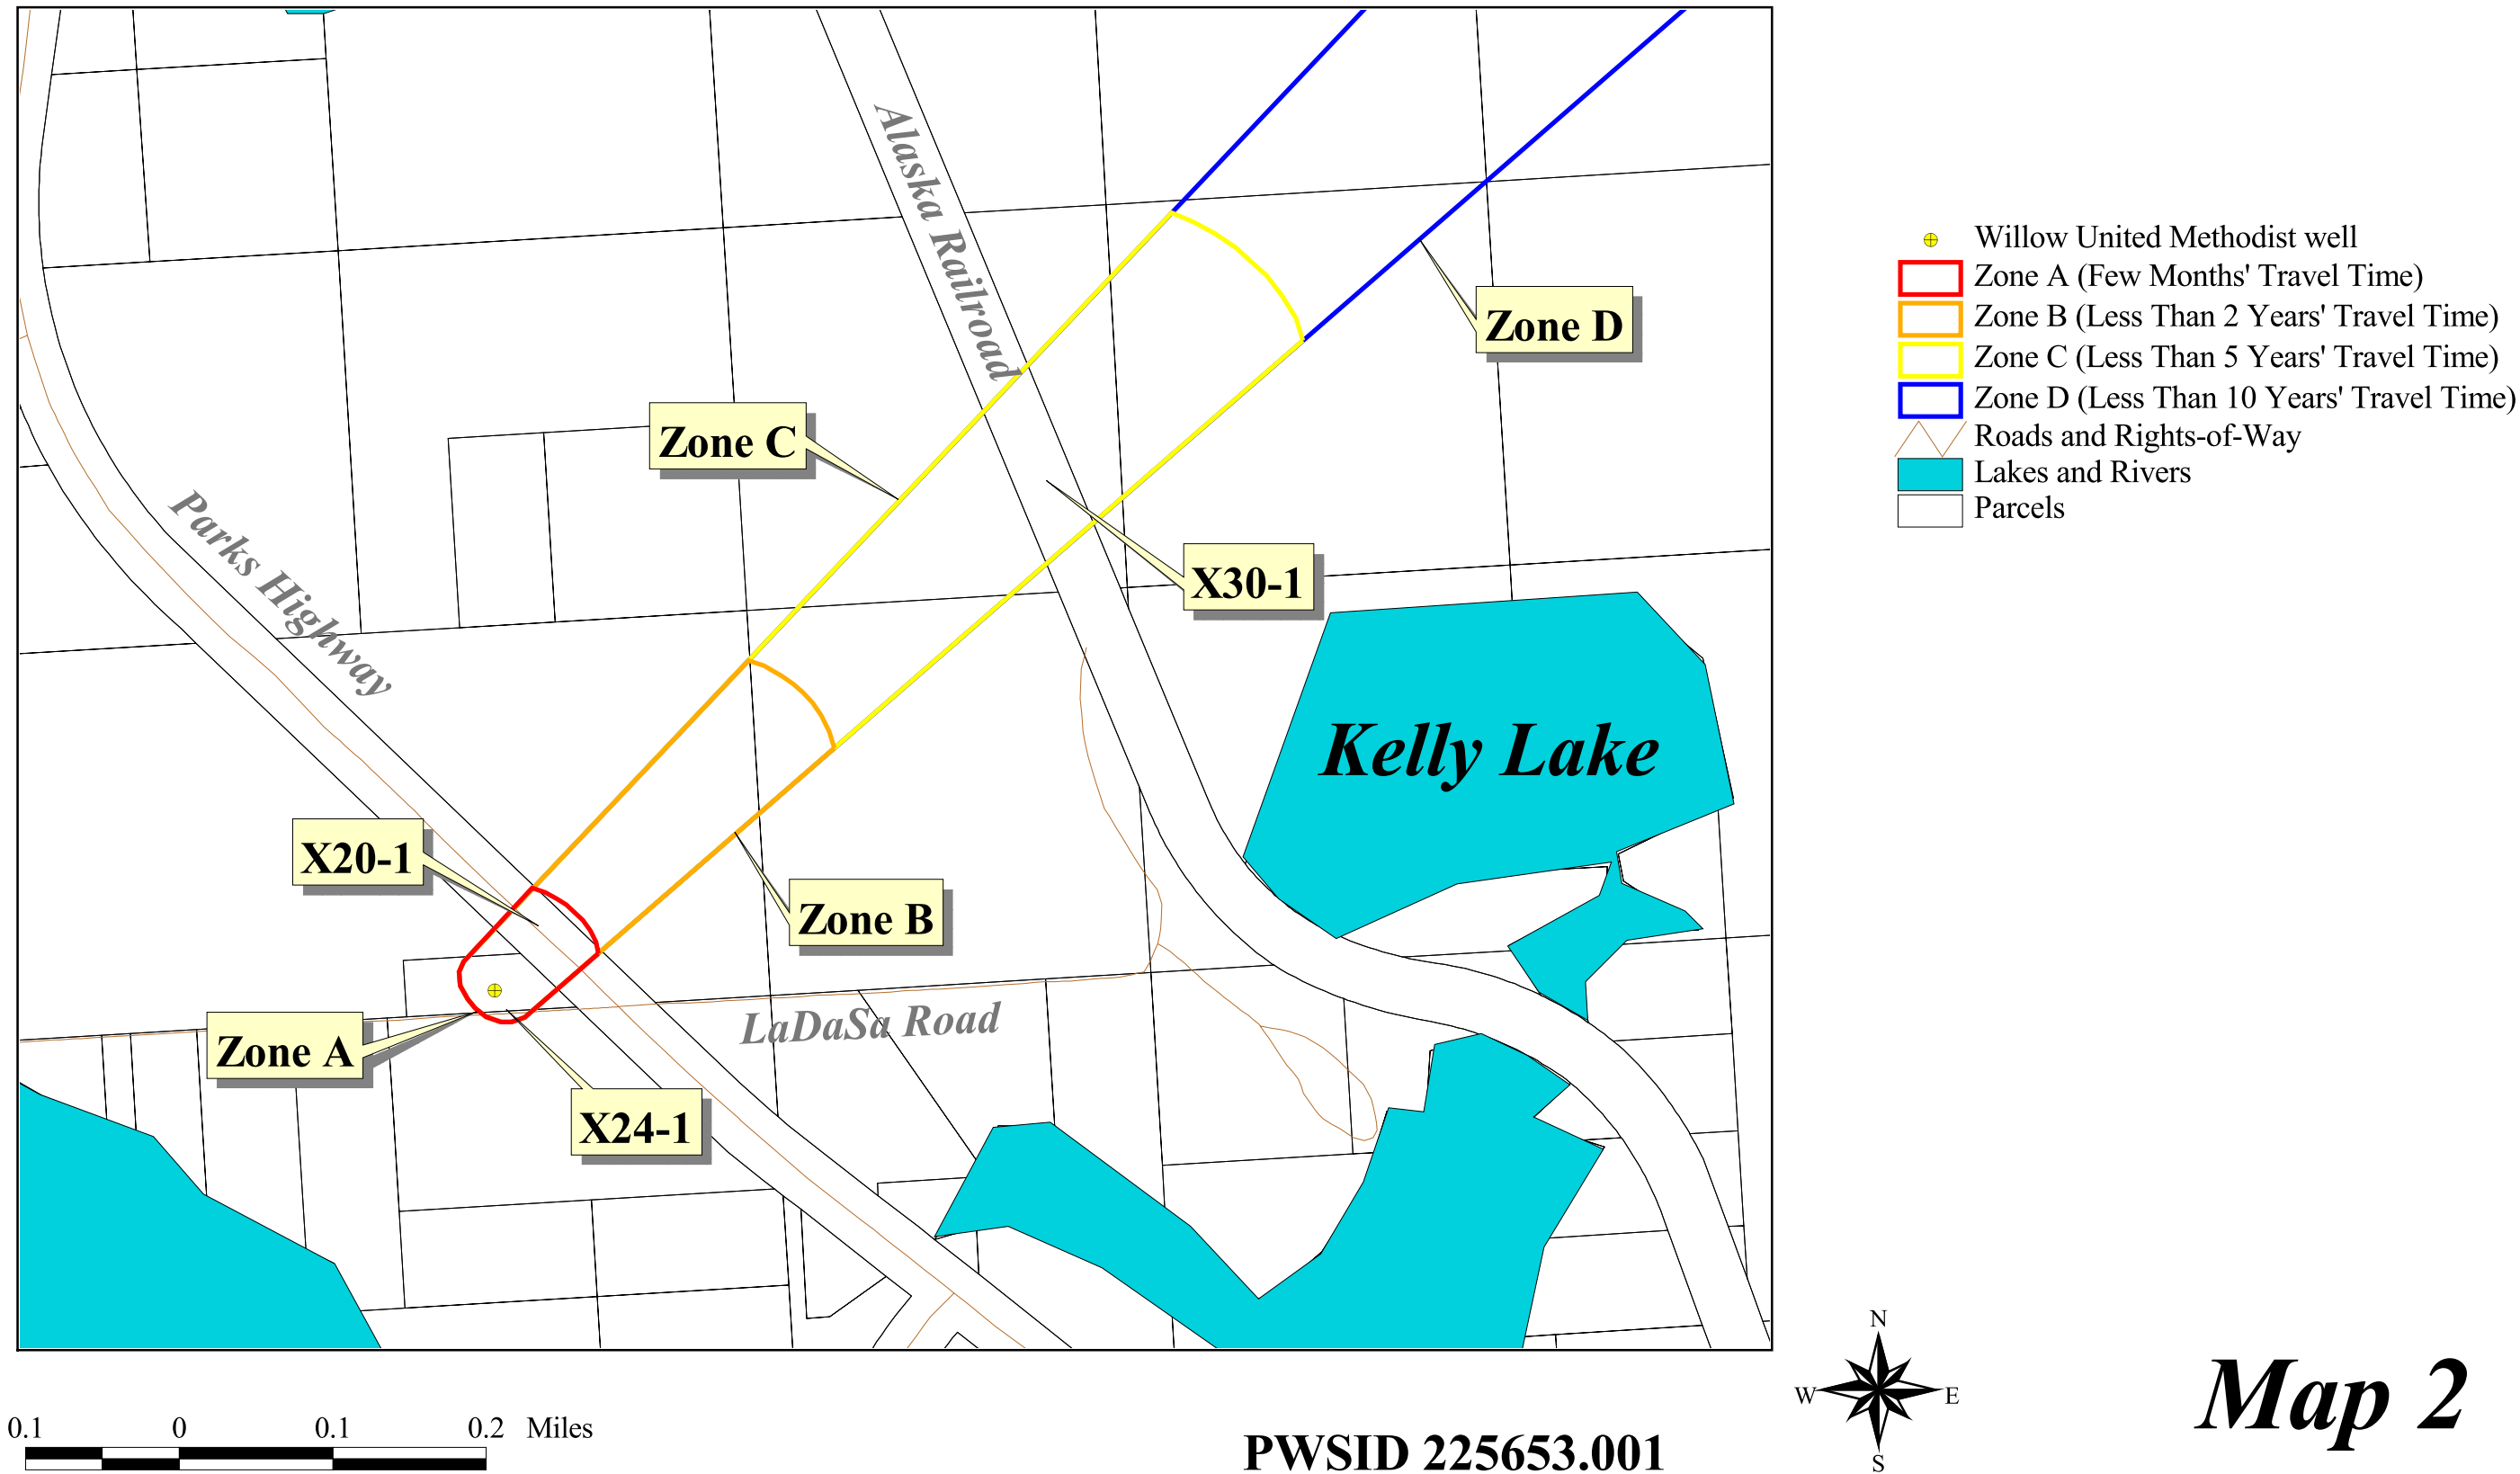 Alaska Railroad
Zone D
Zone C
Parks Highway
X30-1
Kelly Lake
X20-1
Zone B
LaDaSa Road
Zone A
X24-1
Willow United Methodist well
Zone A (Few Months' Travel Time)
Zone B (Less Than 2 Years' Travel Time)
Zone C (Less Than 5 Years' Travel Time)
Zone D (Less Than 10 Years' Travel Time)
Roads and Rights-of-Way
Lakes and Rivers
Parcels
0.1 0 0.1 0.2 Miles
PWSID 225653.001
N
W E
S
Map 2